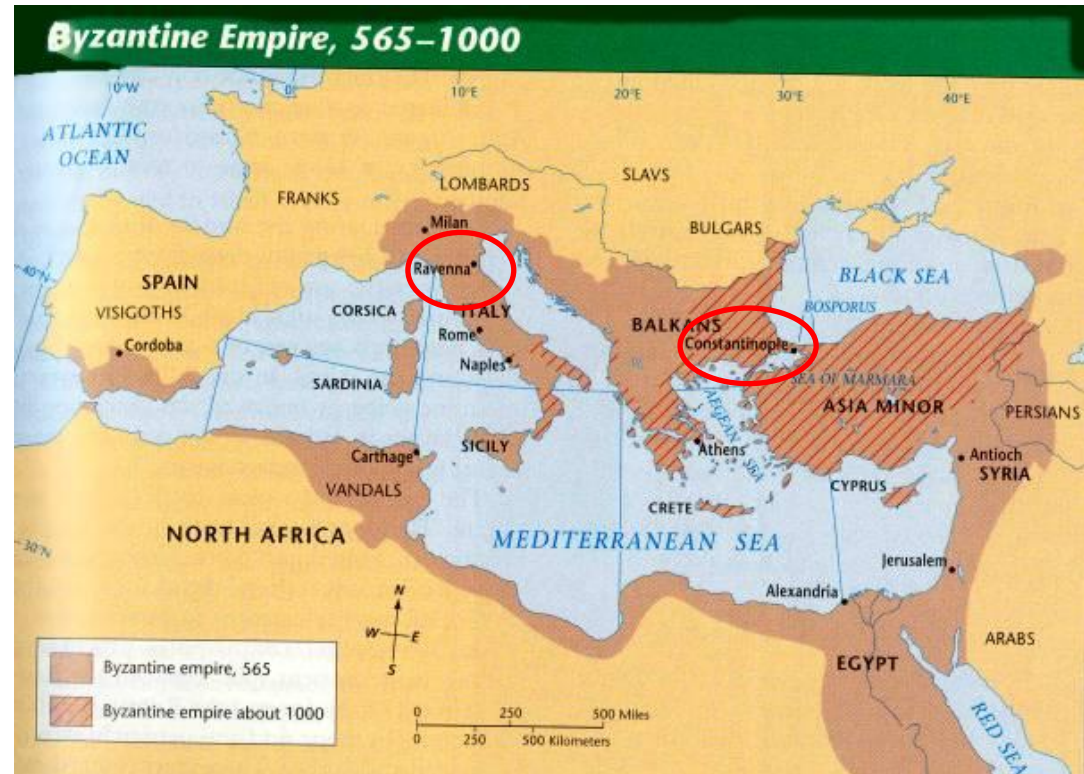 Byzantine Empire, 565–1000
10°W
0°
10°E
20°E
30°E
40°E
ATLANTIC
OCEAN
FRANKS
LOMBARDS
SLAVS
BULGARS
Milan
Ravenna
40°N
SPAIN
VISIGOTHS
Cordoba
CORSICA
ITALY
Rome
Naples
SARDINIA
BALKANS
Constantinople
BLACK SEA
BOSPORUS
SEA OF MARMARA
ASIA MINOR
PERSIANS
AEGEAN SEA
Athens
SICILY
Carthage
VANDALS
Antioch
SYRIA
CYPRUS
CRETE
NORTH AFRICA
MEDITERRANEAN SEA
30°N
Jerusalem
Alexandria
ARABS
EGYPT
RED SEA
N
W
E
S
Byzantine empire, 565
Byzantine empire about 1000
0 250 500 Miles
0 250 500 Kilometers